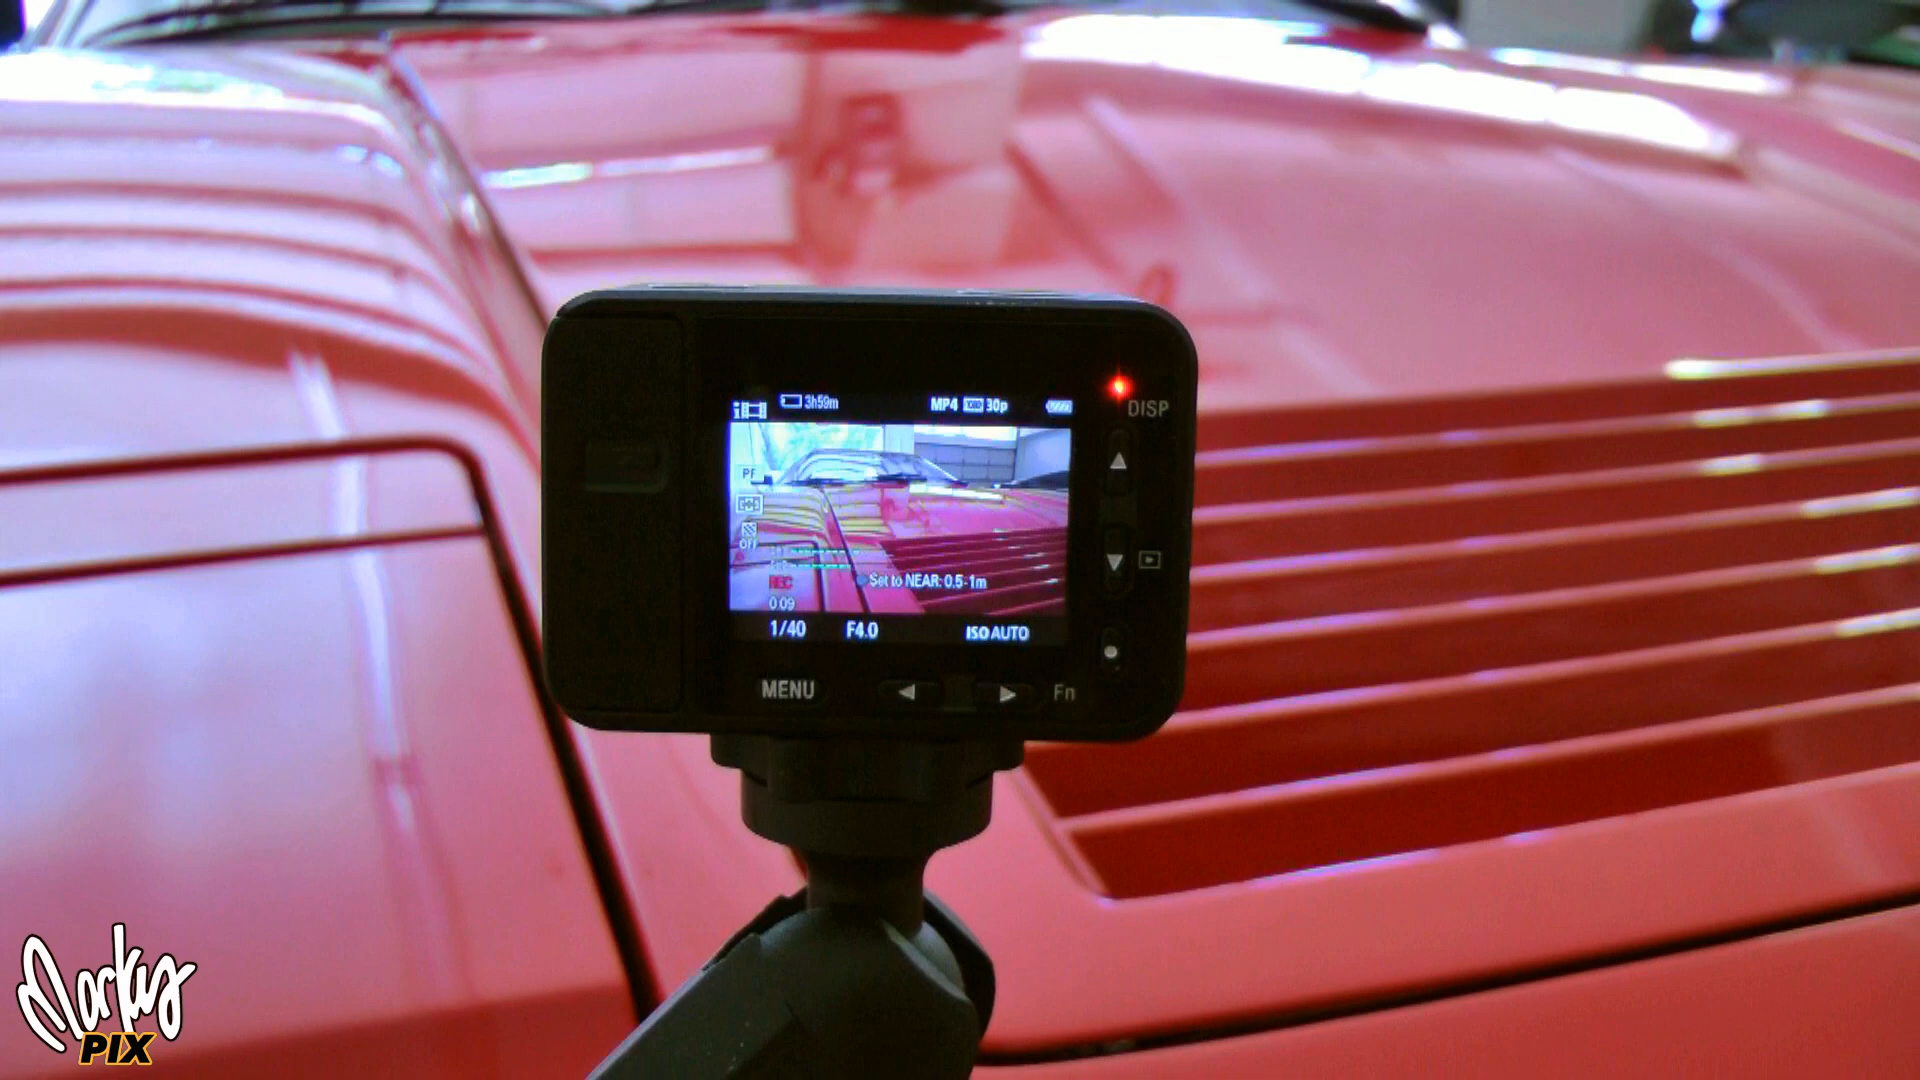 3h59m
MP4 30p
DISP
PF
OFF
REC
Set to NEAR: 0.5-1m
0:09
1/40 F4.0 ISO AUTO
MENU Fn
Markus
PIX